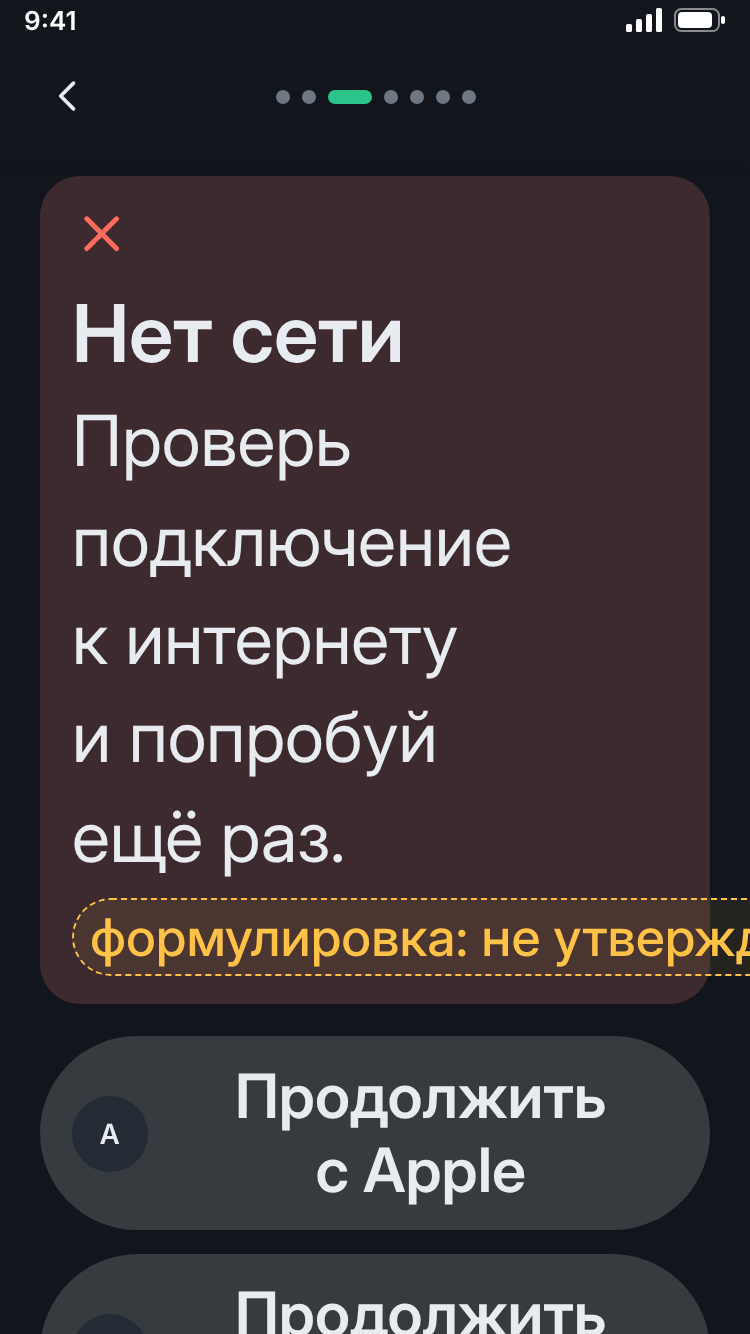 9:41
Нет сети
Проверь
подключение
к интернету
и попробуй
ещё раз.
формулировка: не утвержд
A
Продолжить
с Apple
Продолжить